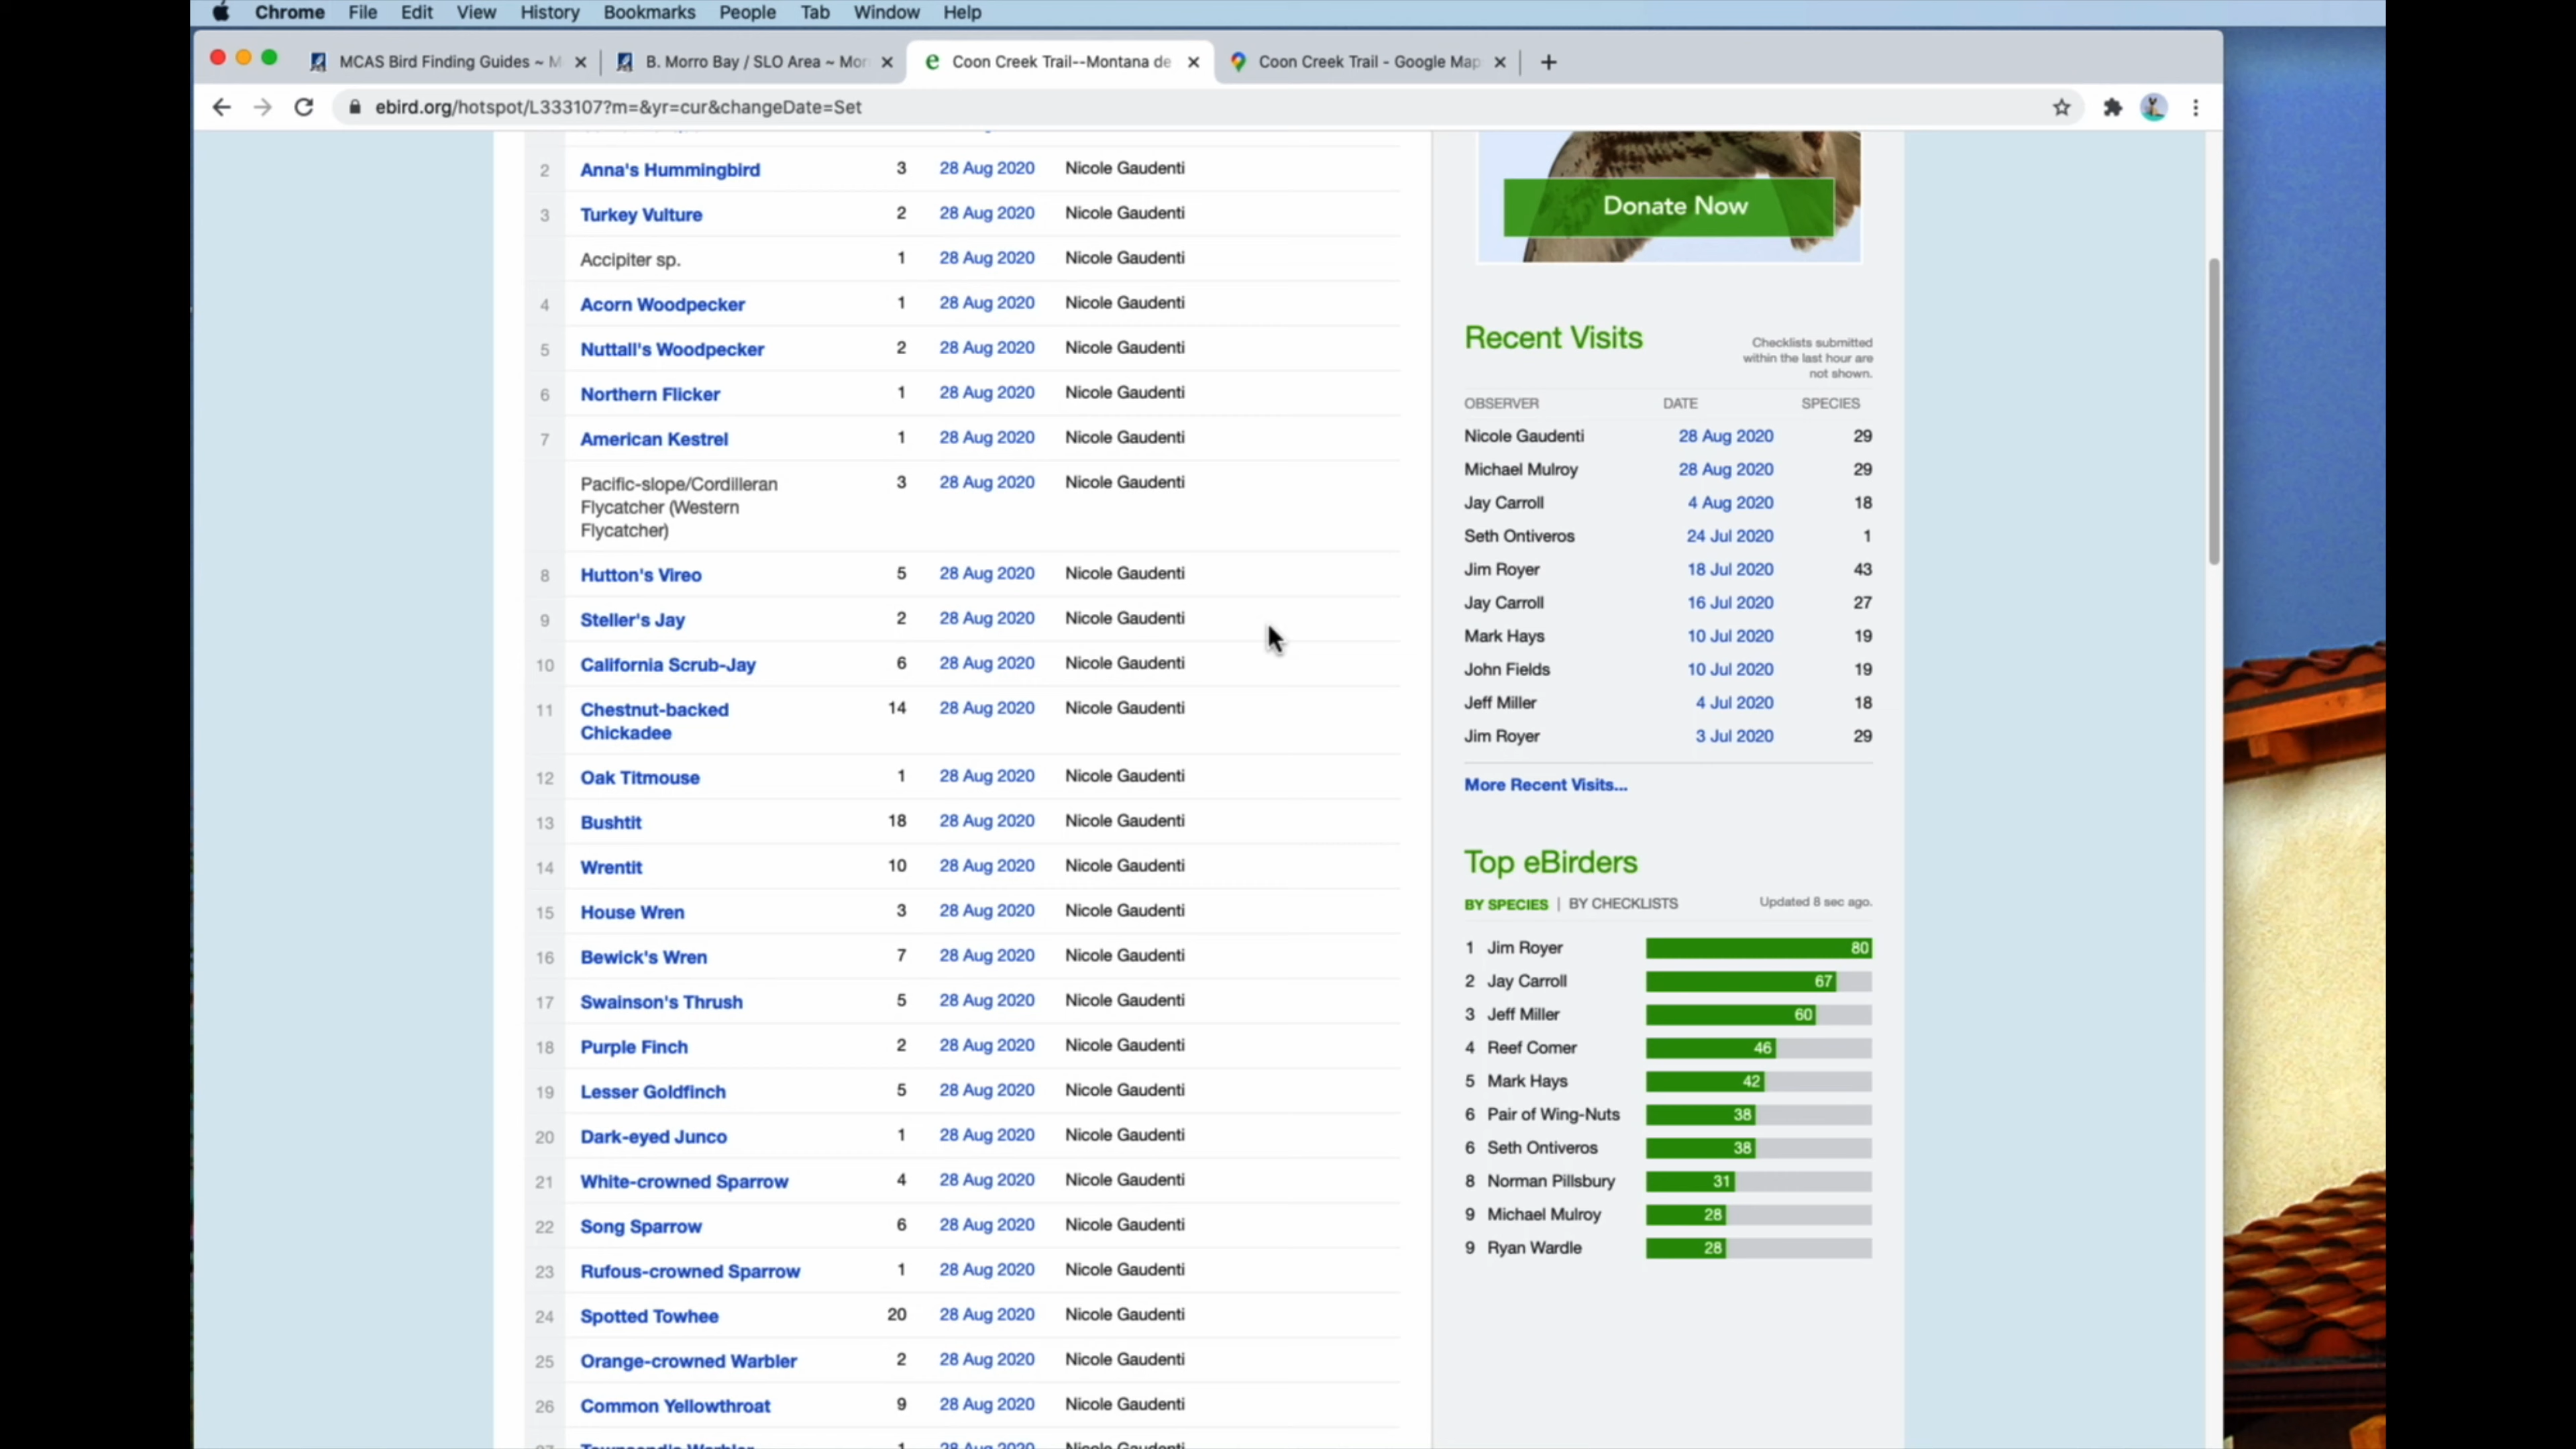 Chrome File Edit View History Bookmarks People Tab Window Help
MCAS Bird Finding Guides ~ M
B. Morro Bay / SLO Area ~ Mor
Coon Creek Trail--Montana de
Coon Creek Trail - Google Map
ebird.org/hotspot/L333107?m=&yr=cur&changeDate=Set
2 Anna's Hummingbird 3 28 Aug 2020 Nicole Gaudenti
3 Turkey Vulture 2 28 Aug 2020 Nicole Gaudenti
Accipiter sp. 1 28 Aug 2020 Nicole Gaudenti
4 Acorn Woodpecker 1 28 Aug 2020 Nicole Gaudenti
5 Nuttall's Woodpecker 2 28 Aug 2020 Nicole Gaudenti
6 Northern Flicker 1 28 Aug 2020 Nicole Gaudenti
7 American Kestrel 1 28 Aug 2020 Nicole Gaudenti
Pacific-slope/Cordilleran 3 28 Aug 2020 Nicole Gaudenti
Flycatcher (Western
Flycatcher)
8 Hutton's Vireo 5 28 Aug 2020 Nicole Gaudenti
9 Steller's Jay 2 28 Aug 2020 Nicole Gaudenti
10 California Scrub-Jay 6 28 Aug 2020 Nicole Gaudenti
11 Chestnut-backed 14 28 Aug 2020 Nicole Gaudenti
Chickadee
12 Oak Titmouse 1 28 Aug 2020 Nicole Gaudenti
13 Bushtit 18 28 Aug 2020 Nicole Gaudenti
14 Wrentit 10 28 Aug 2020 Nicole Gaudenti
15 House Wren 3 28 Aug 2020 Nicole Gaudenti
16 Bewick's Wren 7 28 Aug 2020 Nicole Gaudenti
17 Swainson's Thrush 5 28 Aug 2020 Nicole Gaudenti
18 Purple Finch 2 28 Aug 2020 Nicole Gaudenti
19 Lesser Goldfinch 5 28 Aug 2020 Nicole Gaudenti
20 Dark-eyed Junco 1 28 Aug 2020 Nicole Gaudenti
21 White-crowned Sparrow 4 28 Aug 2020 Nicole Gaudenti
22 Song Sparrow 6 28 Aug 2020 Nicole Gaudenti
23 Rufous-crowned Sparrow 1 28 Aug 2020 Nicole Gaudenti
24 Spotted Towhee 20 28 Aug 2020 Nicole Gaudenti
25 Orange-crowned Warbler 2 28 Aug 2020 Nicole Gaudenti
26 Common Yellowthroat 9 28 Aug 2020 Nicole Gaudenti
Donate Now
Recent Visits
Checklists submitted
within the last hour are
not shown.
OBSERVER DATE SPECIES
Nicole Gaudenti 28 Aug 2020 29
Michael Mulroy 28 Aug 2020 29
Jay Carroll 4 Aug 2020 18
Seth Ontiveros 24 Jul 2020 1
Jim Royer 18 Jul 2020 43
Jay Carroll 16 Jul 2020 27
Mark Hays 10 Jul 2020 19
John Fields 10 Jul 2020 19
Jeff Miller 4 Jul 2020 18
Jim Royer 3 Jul 2020 29
More Recent Visits...
Top eBirders
BY SPECIES | BY CHECKLISTS Updated 8 sec ago.
1 Jim Royer 80
2 Jay Carroll 67
3 Jeff Miller 60
4 Reef Comer 46
5 Mark Hays 42
6 Pair of Wing-Nuts 38
6 Seth Ontiveros 38
8 Norman Pillsbury 31
9 Michael Mulroy 28
9 Ryan Wardle 28